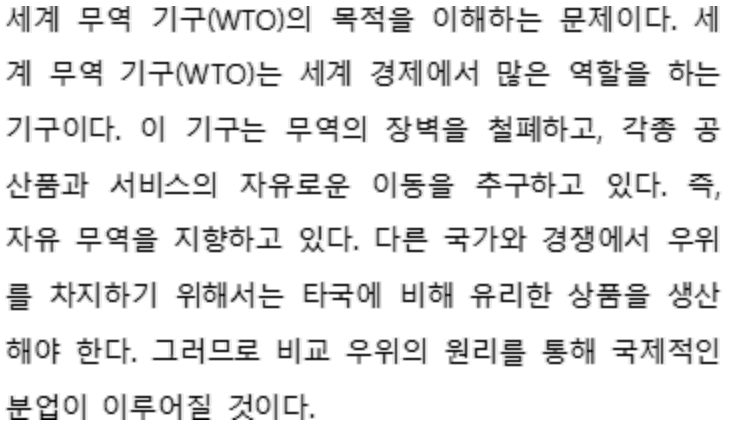 세계 무역 기구(WTO)의 목적을 이해하는 문제이다. 세
계 무역 기구(WTO)는 세계 경제에서 많은 역할을 하는
기구이다. 이 기구는 무역의 장벽을 철폐하고, 각종 공
산품과 서비스의 자유로운 이동을 추구하고 있다. 즉,
자유 무역을 지향하고 있다. 다른 국가와 경쟁에서 우위
를 차지하기 위해서는 타국에 비해 유리한 상품을 생산
해야 한다. 그러므로 비교 우위의 원리를 통해 국제적인
분업이 이루어질 것이다.